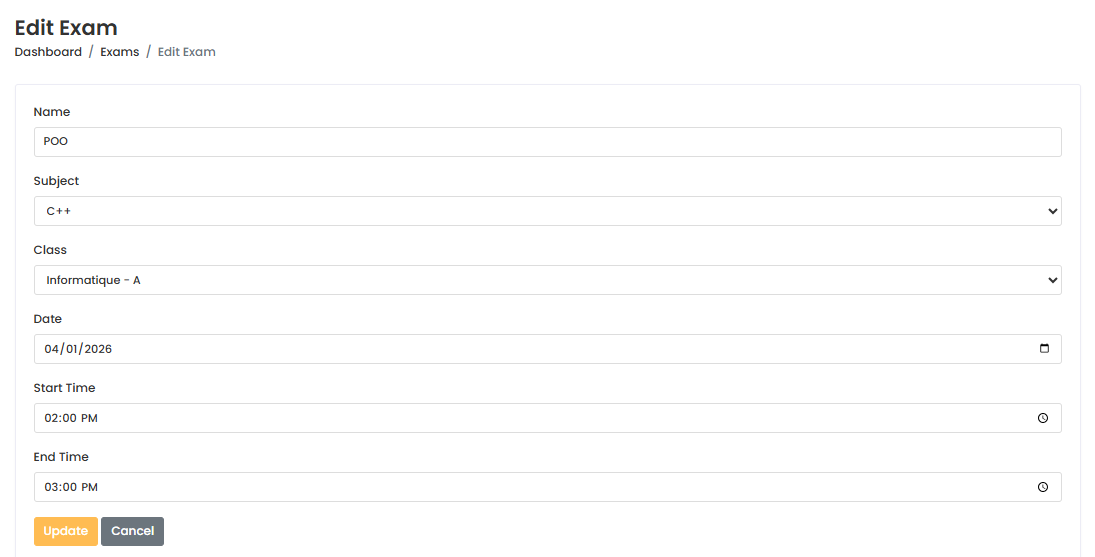 Edit Exam
Dashboard / Exams / Edit Exam
Name
POO
Subject
C++
Class
Informatique - A
Date
04/01/2026
Start Time
02:00 PM
End Time
03:00 PM
Update Cancel